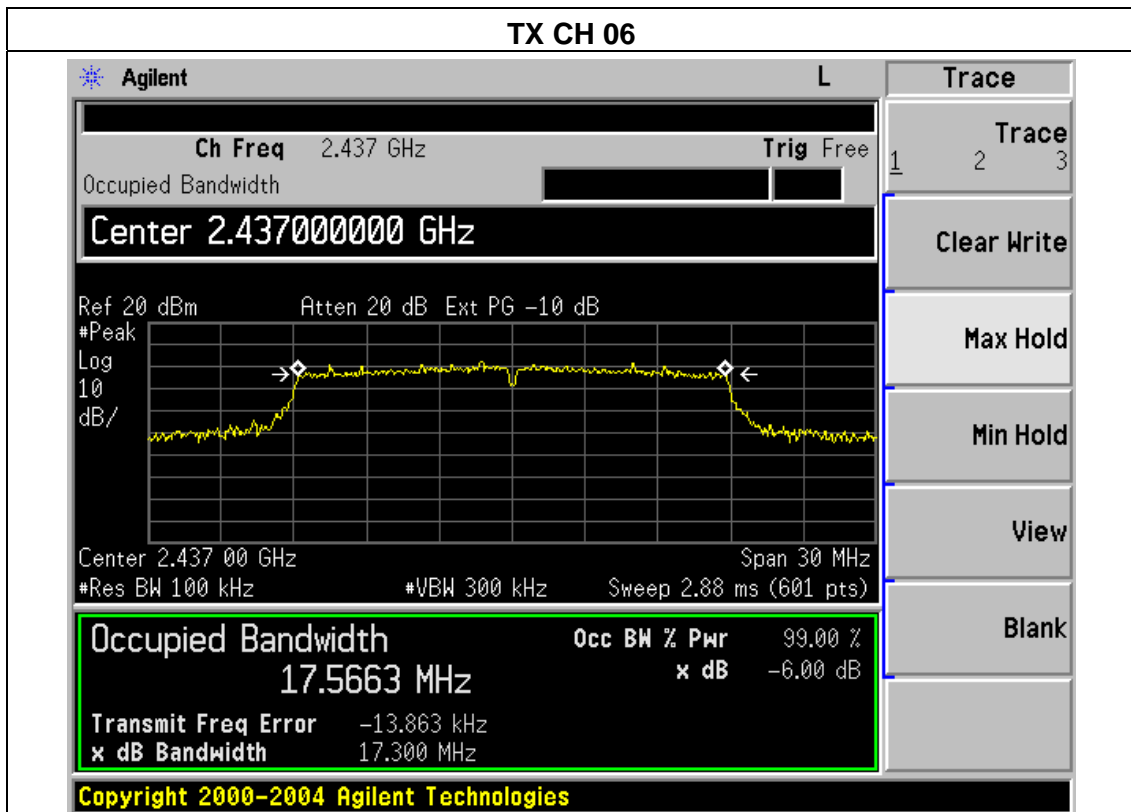 TX CH 06
Agilent L Trace
Ch Freq 2.437 GHz Trig Free
Occupied Bandwidth
Center 2.437000000 GHz
Ref 20 dBm Atten 20 dB Ext PG -10 dB
#Peak
Log
10
dB/
Center 2.437 00 GHz Span 30 MHz
#Res BW 100 kHz #VBW 300 kHz Sweep 2.88 ms (601 pts)
Occupied Bandwidth Occ BW % Pwr 99.00 %
17.5663 MHz x dB -6.00 dB
Transmit Freq Error -13.863 kHz
x dB Bandwidth 17.300 MHz
Trace
1 2 3
Clear Write
Max Hold
Min Hold
View
Blank
Copyright 2000-2004 Agilent Technologies